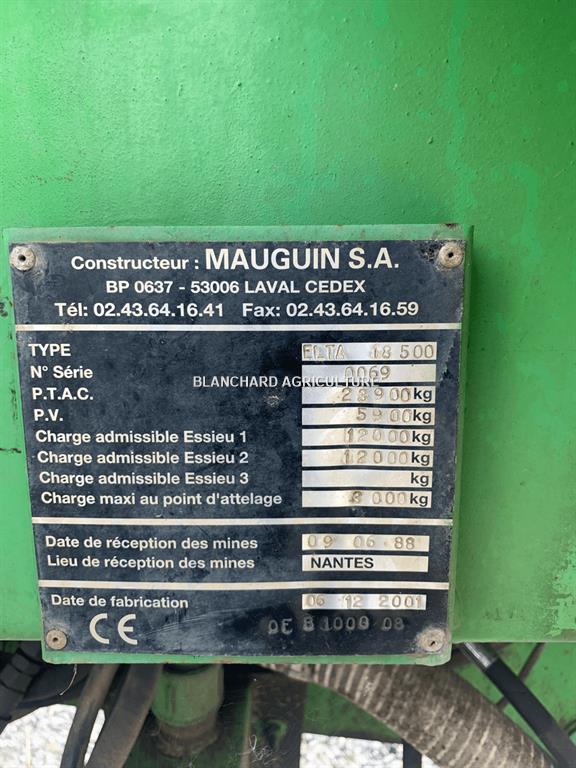 Constructeur : MAUGUIN S.A.
BP 0637 - 53006 LAVAL CEDEX
Tél: 02.43.64.16.41 Fax: 02.43.64.16.59
TYPE ELTA 18 500
N° Série 0069
BLANCHARD AGRICULTURE
P.T.A.C. 23900 kg
P.V. 5900 kg
Charge admissible Essieu 1 12000 kg
Charge admissible Essieu 2 12000 kg
Charge admissible Essieu 3 kg
Charge maxi au point d'attelage 3000 kg
Date de réception des mines 09 06 88
Lieu de réception des mines NANTES
Date de fabrication 06 12 2001
CE